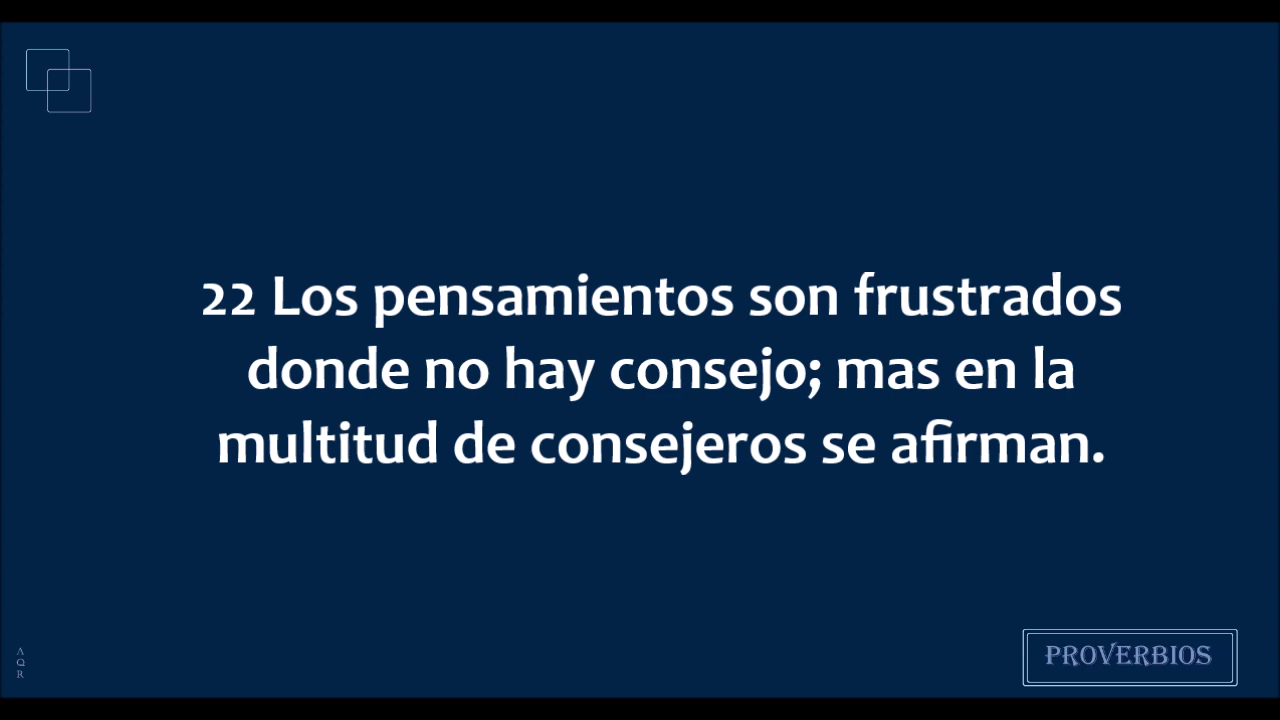 22 Los pensamientos son frustrados
donde no hay consejo; mas en la
multitud de consejeros se afirman.
PROVERBIOS
A
Q
R